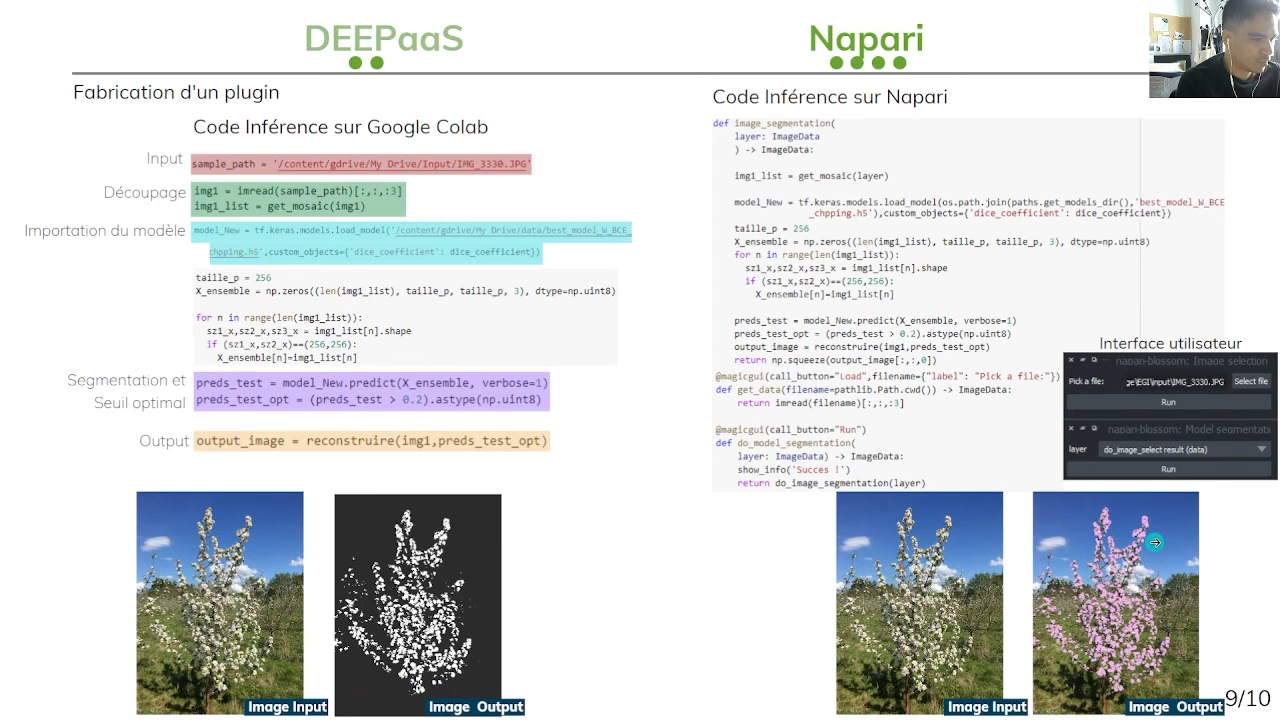 DEEPaaS
Napari
Fabrication d'un plugin
Code Inférence sur Google Colab
Input
sample_path = '/content/gdrive/My Drive/Input/IMG_3330.JPG'
Découpage
img1 = imread(sample_path)[:,:,:3]
img1_list = get_mosaic(img1)
Importation du modèle
model_New = tf.keras.models.load_model('/content/gdrive/My Drive/data/best_model_W_BCE_
chpping.h5',custom_objects={'dice_coefficient': dice_coefficient})
taille_p = 256
X_ensemble = np.zeros((len(img1_list), taille_p, taille_p, 3), dtype=np.uint8)
for n in range(len(img1_list)):
sz1_x,sz2_x,sz3_x = img1_list[n].shape
if (sz1_x,sz2_x)==(256,256):
X_ensemble[n]=img1_list[n]
Segmentation et
Seuil optimal
preds_test = model_New.predict(X_ensemble, verbose=1)
preds_test_opt = (preds_test > 0.2).astype(np.uint8)
Output
output_image = reconstruire(img1,preds_test_opt)
Image Input
Image Output
Code Inférence sur Napari
def image_segmentation(
layer: ImageData
) -> ImageData:
img1_list = get_mosaic(layer)
model_New = tf.keras.models.load_model(os.path.join(paths.get_models_dir(),'best_model_W_BCE
_chpping.h5'),custom_objects={'dice_coefficient': dice_coefficient})
taille_p = 256
X_ensemble = np.zeros((len(img1_list), taille_p, taille_p, 3), dtype=np.uint8)
for n in range(len(img1_list)):
sz1_x,sz2_x,sz3_x = img1_list[n].shape
if (sz1_x,sz2_x)==(256,256):
X_ensemble[n]=img1_list[n]
preds_test = model_New.predict(X_ensemble, verbose=1)
preds_test_opt = (preds_test > 0.2).astype(np.uint8)
output_image = reconstruire(img1,preds_test_opt)
return np.squeeze(output_image[:,:,0])
@magicgui(call_button="Load",filename={"label": "Pick a file:"})
def get_data(filename=pathlib.Path.cwd()) -> ImageData:
return imread(filename)[:,:,:3]
@magicgui(call_button="Run")
def do_model_segmentation(
layer: ImageData) -> ImageData:
show_info('Succes !')
return do_image_segmentation(layer)
Interface utilisateur
napari-blossom: Image selection
Pick a file: ge\EGI\input\IMG_3330.JPG Select file
Run
napari-blossom: Model segmentati
layer do_image_select result (data)
Run
Image Input
Image Output
9/10